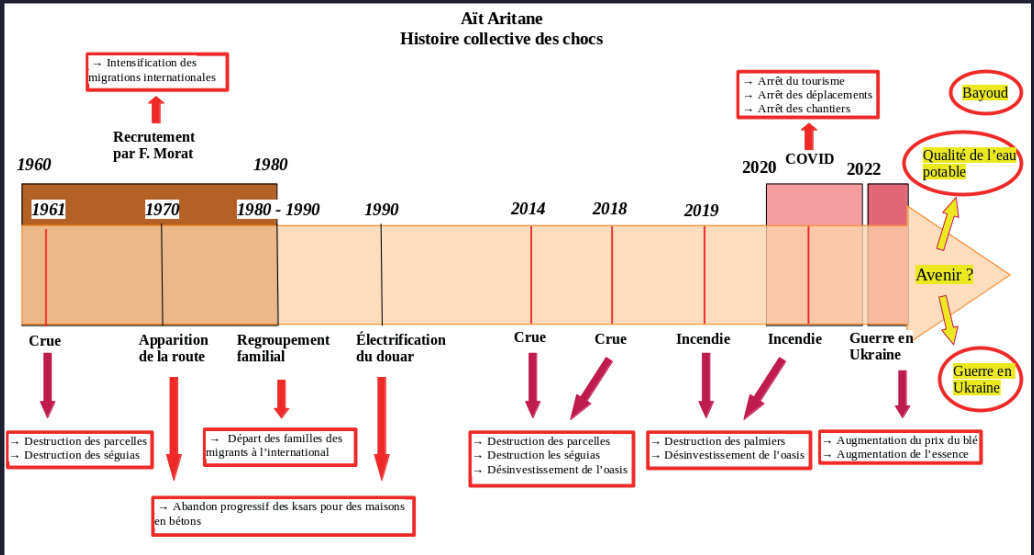 Aït Aritane
Histoire collective des chocs
→ Intensification des
migrations internationales
Recrutement
par F. Morat
1960
1980
→ Arrêt du tourisme
→ Arrêt des déplacements
→ Arrêt des chantiers
COVID
2020
2022
Bayoud
Qualité de l'eau
potable
1961
1970
1980 - 1990
1990
2014
2018
2019
Avenir ?
Crue
Apparition
de la route
Regroupement
familial
Électrification
du douar
Crue
Crue
Incendie
Incendie
Guerre en
Ukraine
Guerre en
Ukraine
→ Destruction des parcelles
→ Destruction des séguias
→ Départ des familles des
migrants à l'international
→ Destruction des parcelles
→ Destruction les séguias
→ Désinvestissement de l'oasis
→ Destruction des palmiers
→ Désinvestissement de l'oasis
→ Augmentation du prix du blé
→ Augmentation de l'essence
→ Abandon progressif des ksars pour des maisons
en bétons